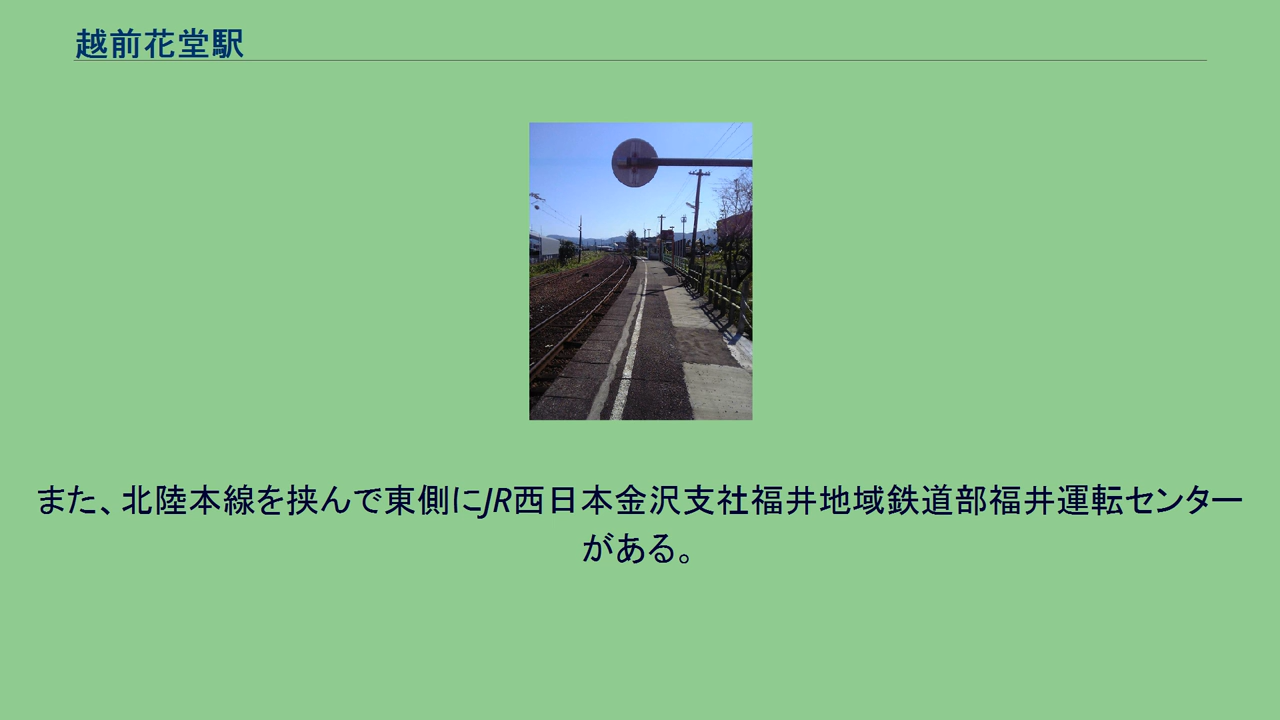 越前花堂駅
また、北陸本線を挟んで東側にJR西日本金沢支社福井地域鉄道部福井運転センター
がある。